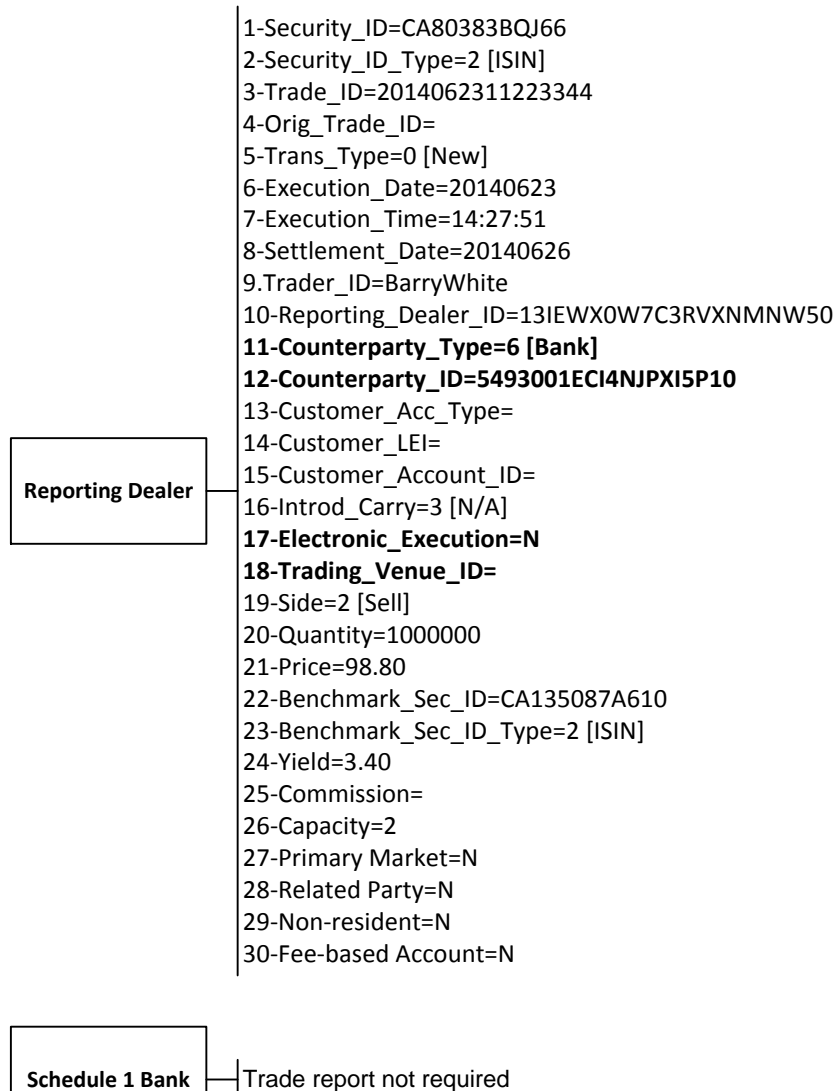 1-Security_ID=CA80383BQJ66
2-Security_ID_Type=2 [ISIN]
3-Trade_ID=2014062311223344
4-Orig_Trade_ID=
5-Trans_Type=0 [New]
6-Execution_Date=20140623
7-Execution_Time=14:27:51
8-Settlement_Date=20140626
9.Trader_ID=BarryWhite
10-Reporting_Dealer_ID=13IEWX0W7C3RVXNMNW50
11-Counterparty_Type=6 [Bank]
12-Counterparty_ID=5493001ECI4NJPXI5P10
13-Customer_Acc_Type=
14-Customer_LEI=
15-Customer_Account_ID=
Reporting Dealer
16-Introd_Carry=3 [N/A]
17-Electronic_Execution=N
18-Trading_Venue_ID=
19-Side=2 [Sell]
20-Quantity=1000000
21-Price=98.80
22-Benchmark_Sec_ID=CA135087A610
23-Benchmark_Sec_ID_Type=2 [ISIN]
24-Yield=3.40
25-Commission=
26-Capacity=2
27-Primary Market=N
28-Related Party=N
29-Non-resident=N
30-Fee-based Account=N
Schedule 1 Bank
Trade report not required